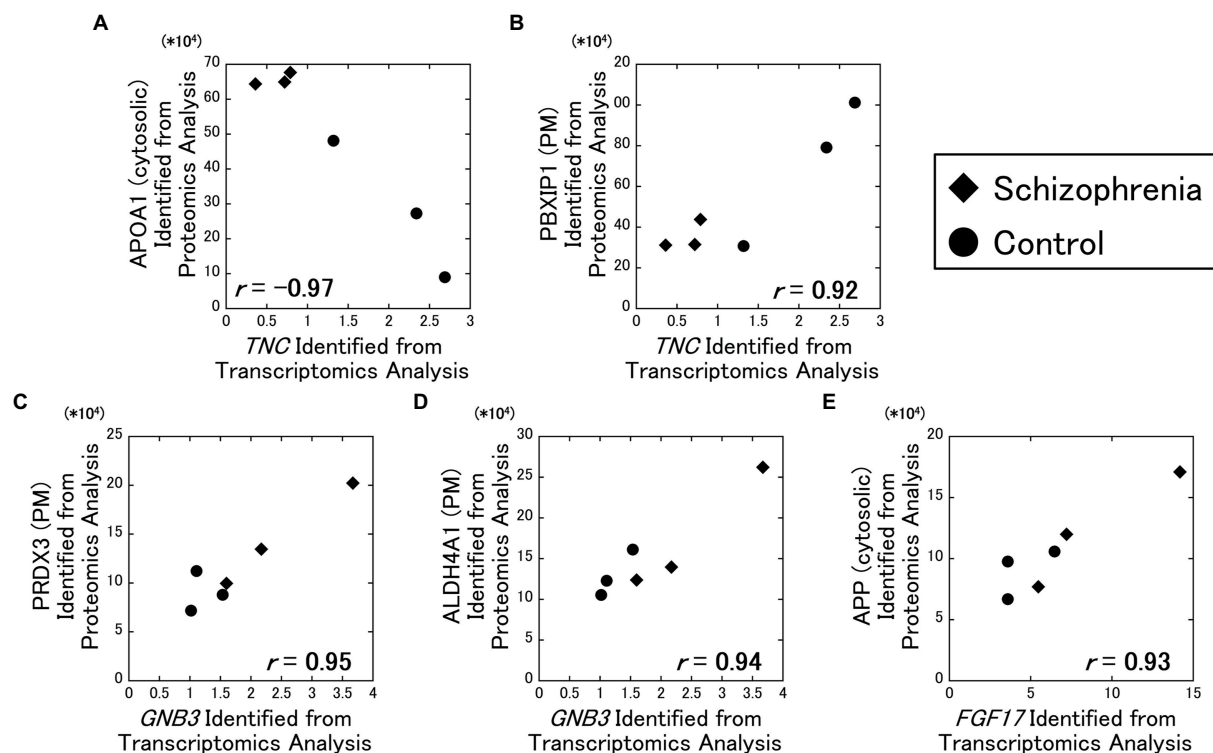 A
(*10⁴)
APOA1 (cytosolic)
Identified from
Proteomics Analysis
70
60
50
40
30
20
10
0
r = −0.97
0 0.5 1 1.5 2 2.5 3
TNC Identified from
Transcriptomics Analysis
B
(*10⁴)
PBXIP1 (PM)
Identified from
Proteomics Analysis
20
00
80
60
40
20
0
r = 0.92
0 0.5 1 1.5 2 2.5 3
TNC Identified from
Transcriptomics Analysis
Schizophrenia
Control
C
(*10⁴)
PRDX3 (PM)
Identified from
Proteomics Analysis
25
20
15
10
5
0
r = 0.95
0 0.5 1 1.5 2 2.5 3 3.5 4
GNB3 Identified from
Transcriptomics Analysis
D
(*10⁴)
ALDH4A1 (PM)
Identified from
Proteomics Analysis
30
25
20
15
10
5
0
r = 0.94
0 0.5 1 1.5 2 2.5 3 3.5 4
GNB3 Identified from
Transcriptomics Analysis
E
(*10⁴)
APP (cytosolic)
Identified from
Proteomics Analysis
20
15
10
5
0
r = 0.93
0 5 10 15
FGF17 Identified from
Transcriptomics Analysis